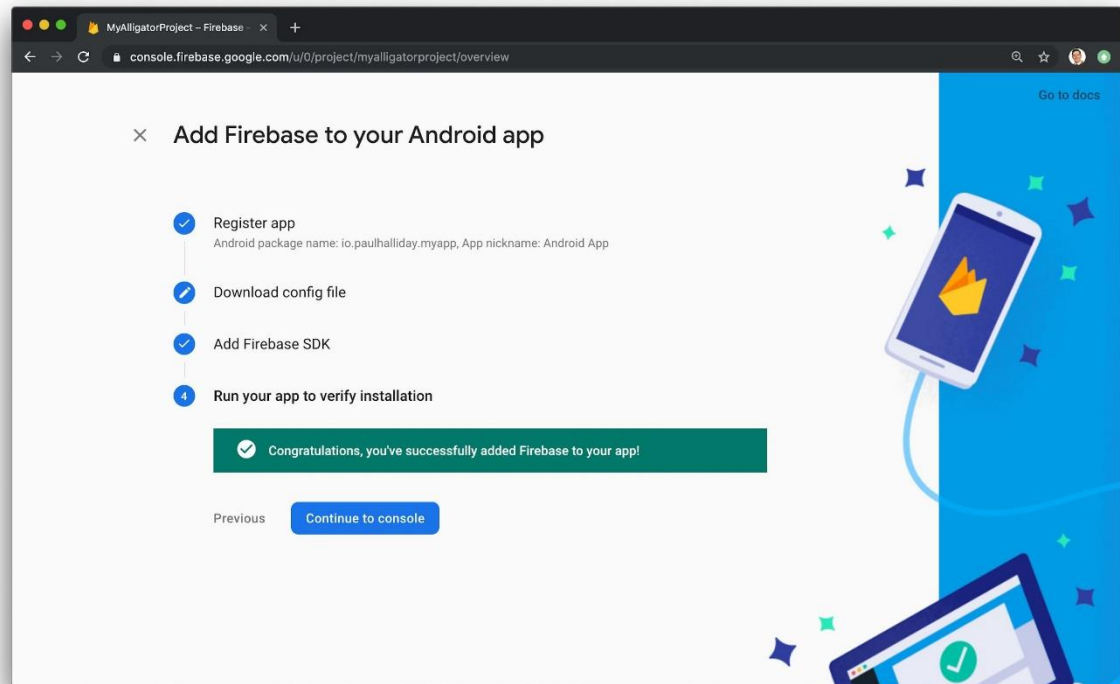 MyAlligatorProject – Firebase –
console.firebase.google.com/u/0/project/myalligatorproject/overview
Go to docs
Add Firebase to your Android app
Register app
Android package name: io.paulhalliday.myapp, App nickname: Android App
Download config file
Add Firebase SDK
4 Run your app to verify installation
Congratulations, you've successfully added Firebase to your app!
Previous Continue to console